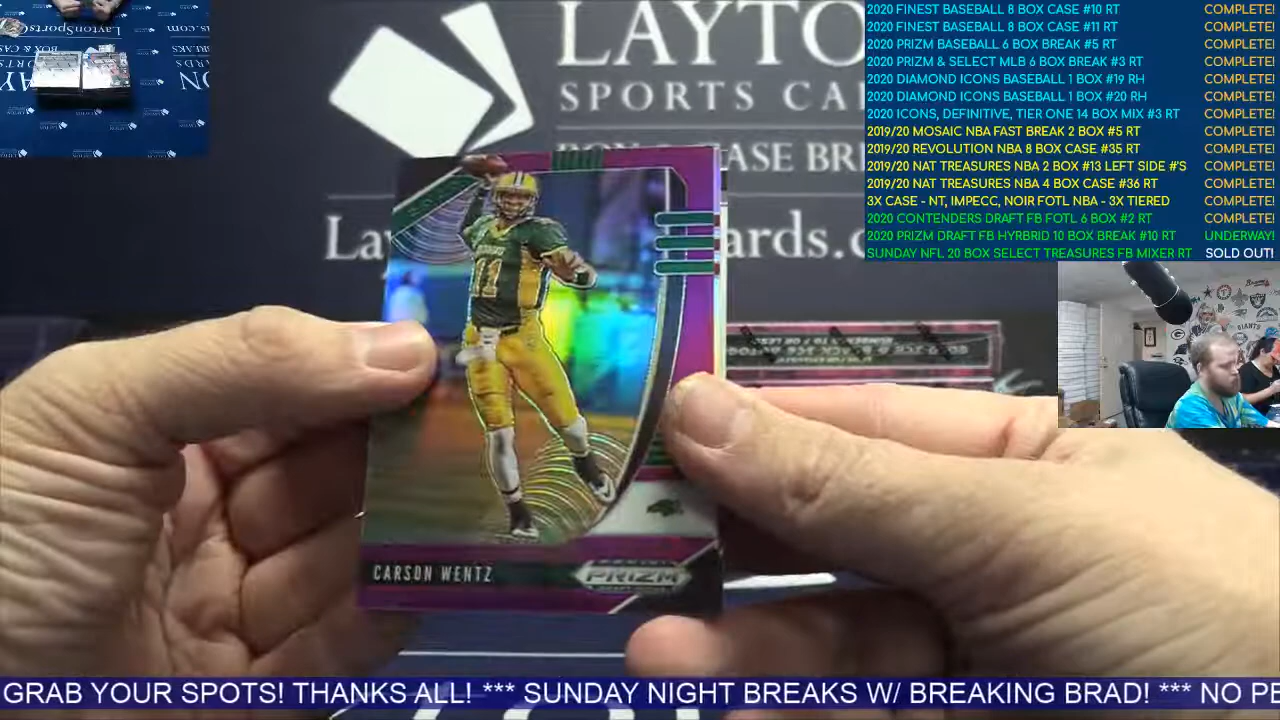 2020 FINEST BASEBALL 8 BOX CASE #10 RT COMPLETE!
2020 FINEST BASEBALL 8 BOX CASE #11 RT COMPLETE!
2020 PRIZM BASEBALL 6 BOX BREAK #5 RT COMPLETE!
2020 PRIZM & SELECT MLB 6 BOX BREAK #3 RT COMPLETE!
2020 DIAMOND ICONS BASEBALL 1 BOX #19 RH COMPLETE!
2020 DIAMOND ICONS BASEBALL 1 BOX #20 RH COMPLETE!
2020 ICONS, DEFINITIVE, TIER ONE 14 BOX MIX #3 RT COMPLETE!
2019/20 MOSAIC NBA FAST BREAK 2 BOX #5 RT COMPLETE!
2019/20 REVOLUTION NBA 8 BOX CASE #35 RT COMPLETE!
2019/20 NAT TREASURES NBA 2 BOX #13 LEFT SIDE #'S COMPLETE!
2019/20 NAT TREASURES NBA 4 BOX CASE #36 RT COMPLETE!
3X CASE - NT, IMPECC, NOIR FOTL NBA - 3X TIERED COMPLETE!
2020 CONTENDERS DRAFT FB FOTL 6 BOX #2 RT COMPLETE!
2020 PRIZM DRAFT FB HYRBRID 10 BOX BREAK #10 RT UNDERWAY!
SUNDAY NFL 20 BOX SELECT TREASURES FB MIXER RT SOLD OUT!
LAYTO
SPORTS CA
ASE BRE
La ards.c
11
CARSON WENTZ
PRIZM
GRAB YOUR SPOTS! THANKS ALL! *** SUNDAY NIGHT BREAKS W/ BREAKING BRAD! *** NO PE